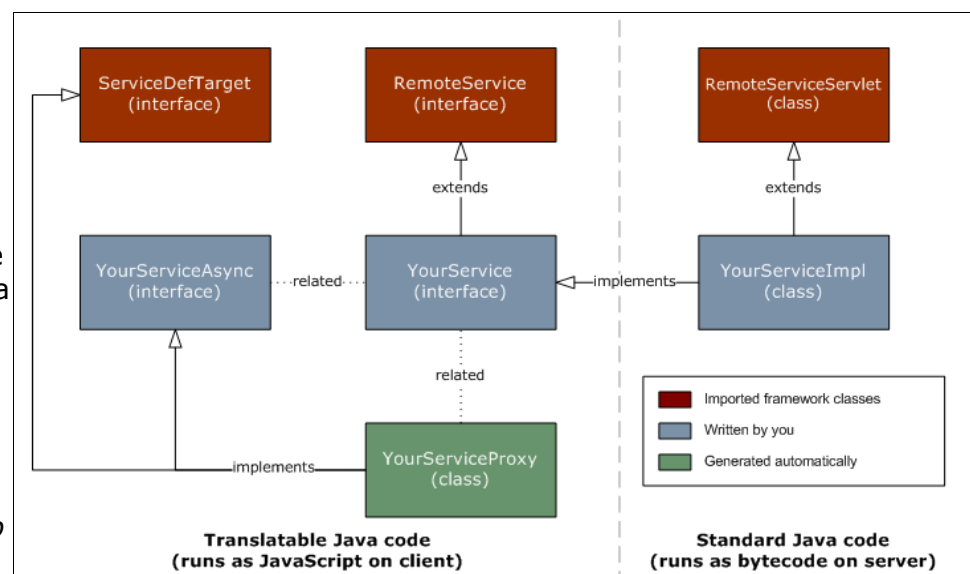 ServiceDefTarget
(interface)
RemoteService
(interface)
RemoteServiceServlet
(class)
extends
extends
e
a
YourServiceAsync
(interface)
related
YourService
(interface)
implements
YourServiceImpl
(class)
related
Imported framework classes
Written by you
Generated automatically
implements
YourServiceProxy
(class)
Translatable Java code
(runs as JavaScript on client)
Standard Java code
(runs as bytecode on server)